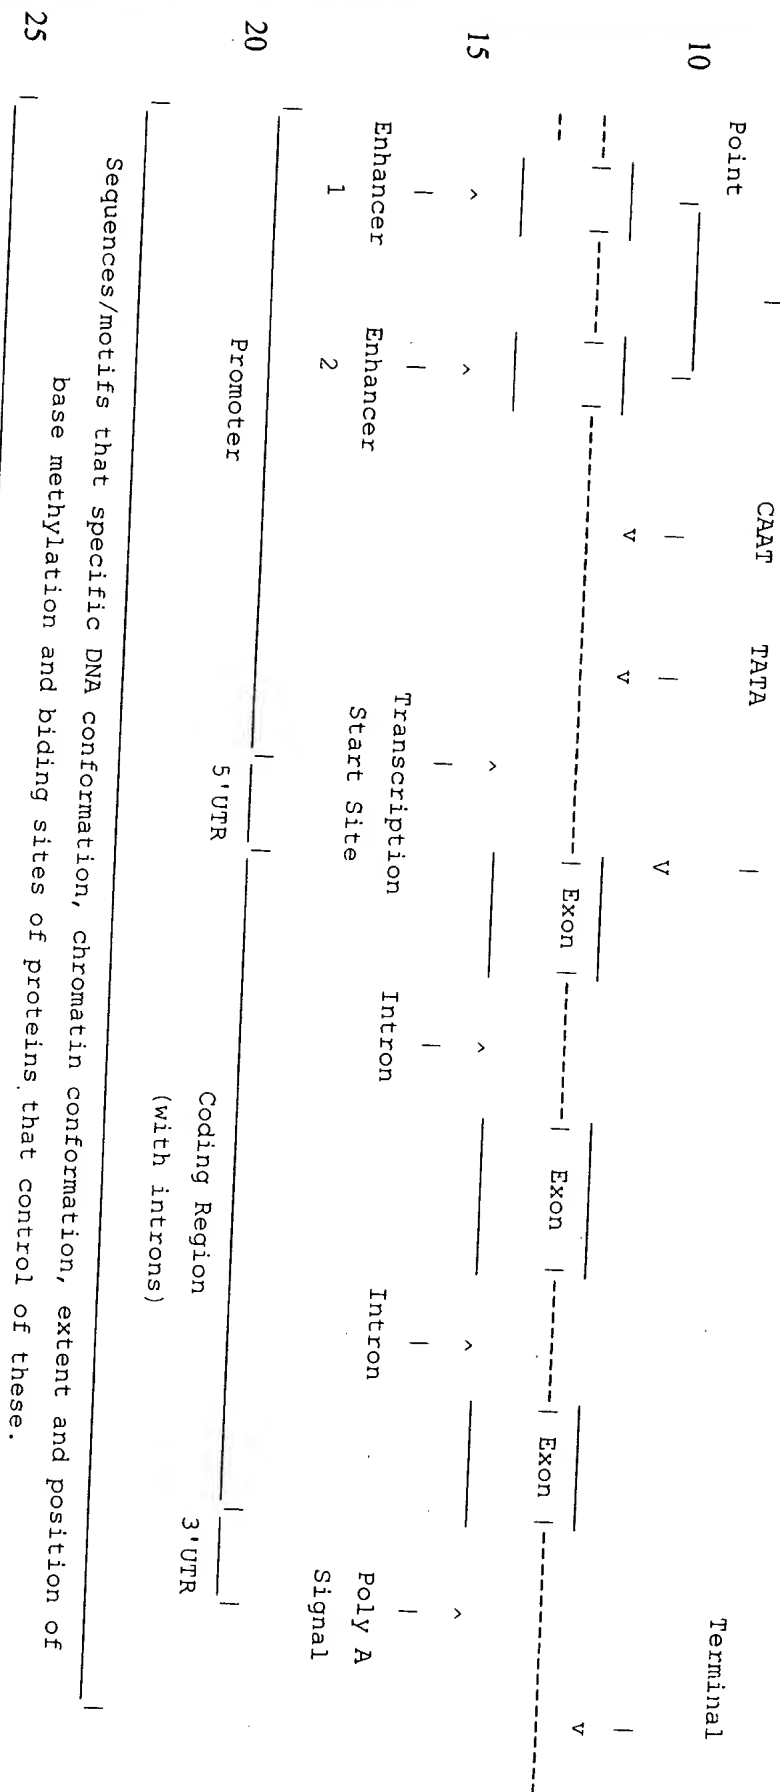 Point CAAT TATA Terminal
10
Exon Exon Exon
15
Enhancer Enhancer Transcription Intron Intron Poly A
1 2 Start Site Signal
20
Promoter 5'UTR Coding Region 3'UTR
(with introns)
Sequences/motifs that specific DNA conformation, chromatin conformation, extent and position of
base methylation and biding sites of proteins that control of these.
25